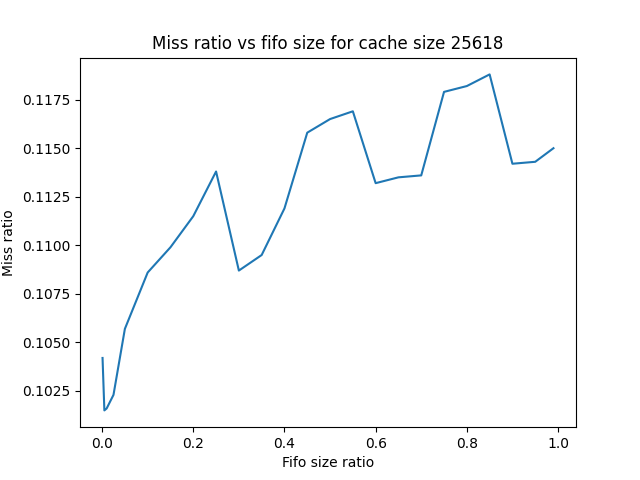 Miss ratio vs fifo size for cache size 25618
0.1175
0.1150
0.1125
0.1100
0.1075
0.1050
0.1025
Miss ratio
0.0 0.2 0.4 0.6 0.8 1.0
Fifo size ratio